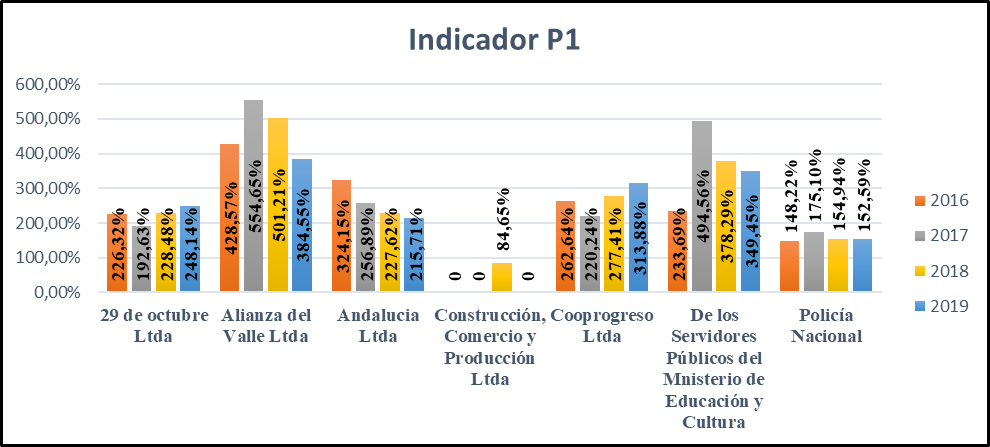 Indicador P1
600,00%
500,00%
400,00%
300,00%
200,00%
100,00%
0,00%
226,32%
192,63%
228,48%
248,14%
428,57%
554,65%
501,21%
384,55%
324,15%
256,89%
227,62%
215,71%
0
0
84,65%
0
262,64%
220,24%
277,41%
313,88%
233,69%
494,56%
378,29%
349,45%
148,22%
175,10%
154,94%
152,59%
29 de octubre
Ltda
Alianza del
Valle Ltda
Andalucia
Ltda
Construcción,
Comercio y
Producción
Ltda
Cooprogreso
Ltda
De los
Servidores
Públicos del
Mnisterio de
Educación y
Cultura
Policía
Nacional
2016
2017
2018
2019